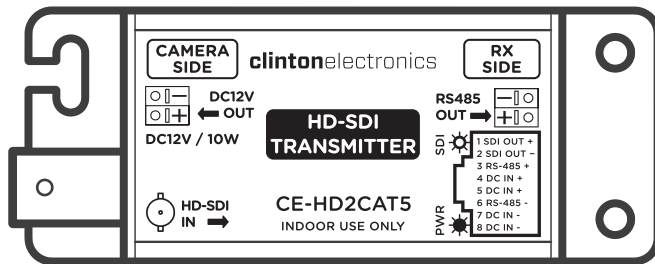 CAMERA
SIDE
clintonelectronics
RX
SIDE
DC12V
← OUT
DC12V / 10W
HD-SDI
TRANSMITTER
RS485
OUT →
−
+
−
+
SDI
1 SDI OUT +
2 SDI OUT −
3 RS-485 +
4 DC IN +
5 DC IN +
6 RS-485 -
7 DC IN -
8 DC IN -
HD-SDI
IN →
CE-HD2CAT5
INDOOR USE ONLY
PWR